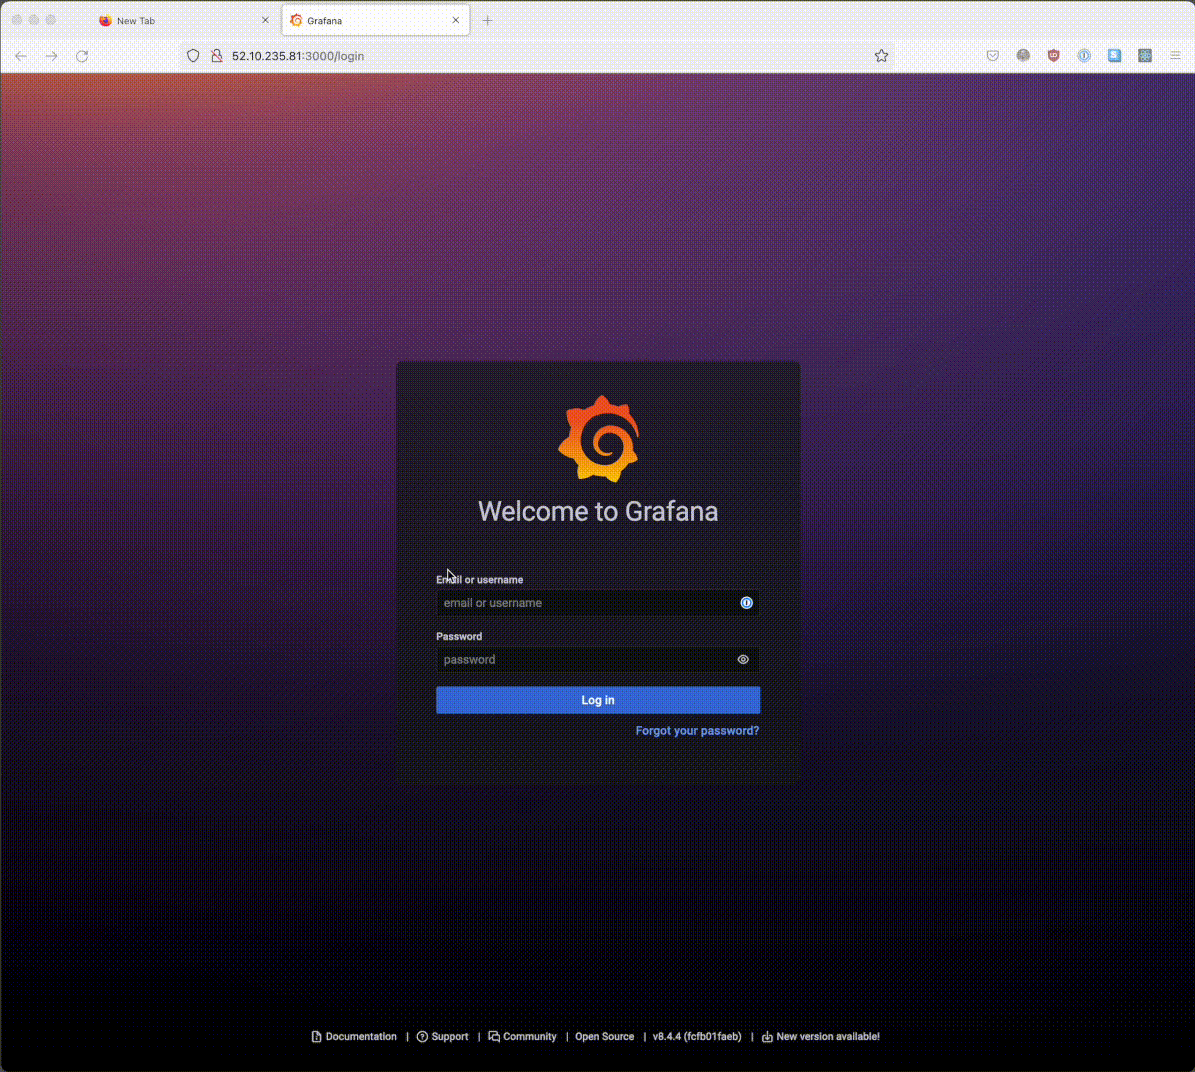 New Tab
Grafana
52.10.235.81:3000/login
Welcome to Grafana
Email or username
email or username
Password
password
Log in
Forgot your password?
Documentation | Support | Community | Open Source | v8.4.4 (fcfb01faeb) | New version available!